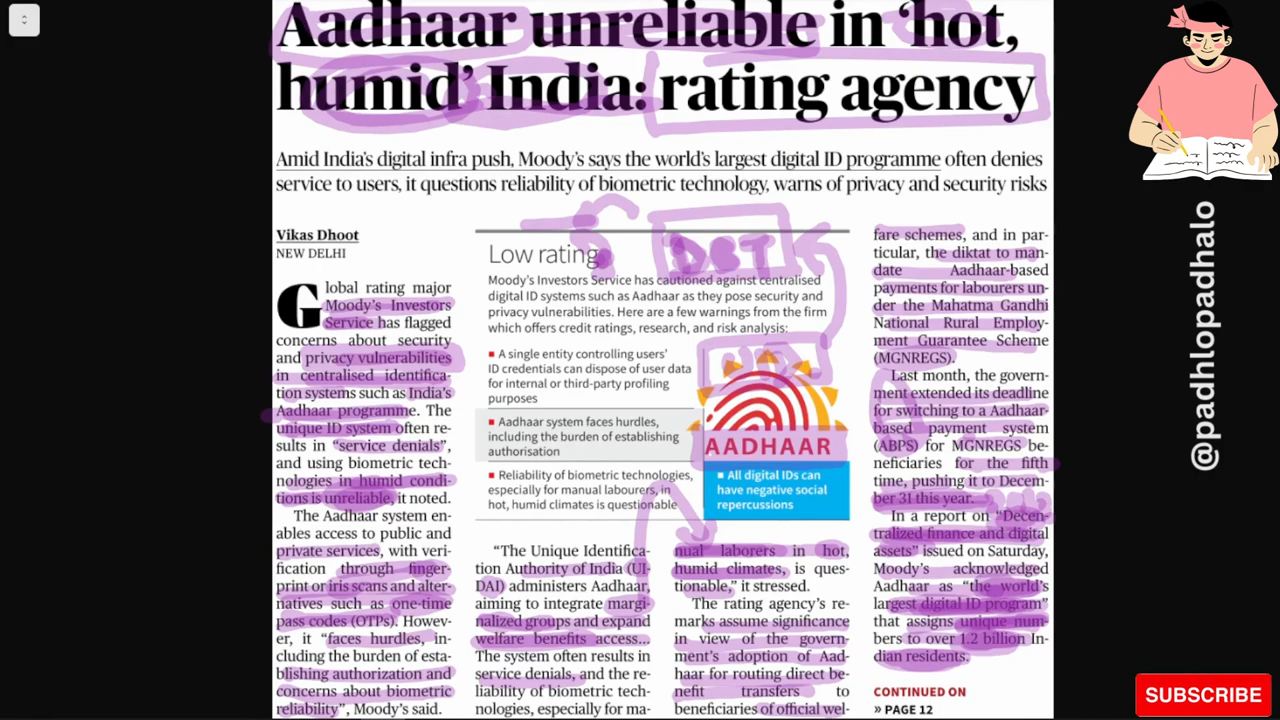 Aadhaar unreliable in ‘hot,
humid’ India: rating agency
Amid India’s digital infra push, Moody’s says the world’s largest digital ID programme often denies
service to users, it questions reliability of biometric technology, warns of privacy and security risks
Vikas Dhoot
NEW DELHI
Global rating major
Moody’s Investors
Service has flagged
concerns about security
and privacy vulnerabilities
in centralised identifica-
tion systems such as India’s
Aadhaar programme. The
unique ID system often re-
sults in “service denials”,
and using biometric tech-
nologies in humid condi-
tions is unreliable, it noted.
The Aadhaar system en-
ables access to public and
private services, with veri-
fication through finger-
print or iris scans and alter-
natives such as one-time
pass codes (OTPs). Howev-
er, it “faces hurdles, in-
cluding the burden of esta-
blishing authorization and
concerns about biometric
reliability”, Moody’s said.
DBT
Low rating
Moody’s Investors Service has cautioned against centralised
digital ID systems such as Aadhaar as they pose security and
privacy vulnerabilities. Here are a few warnings from the firm
which offers credit ratings, research, and risk analysis:
■ A single entity controlling users’
ID credentials can dispose of user data
for internal or third-party profiling
purposes
■ Aadhaar system faces hurdles,
including the burden of establishing
authorisation
■ Reliability of biometric technologies,
especially for manual labourers, in
hot, humid climates is questionable
AADHAAR
■ All digital IDs can
have negative social
repercussions
“The Unique Identifica-
tion Authority of India (UI-
DAI) administers Aadhaar,
aiming to integrate margi-
nalized groups and expand
welfare benefits access...
The system often results in
service denials, and the re-
liability of biometric tech-
nologies, especially for ma-
nual laborers in hot,
humid climates, is ques-
tionable,” it stressed.
The rating agency’s re-
marks assume significance
in view of the govern-
ment’s adoption of Aad-
haar for routing direct be-
nefit transfers to
beneficiaries of official wel-
fare schemes, and in par-
ticular, the diktat to man-
date Aadhaar-based
payments for labourers un-
der the Mahatma Gandhi
National Rural Employ-
ment Guarantee Scheme
(MGNREGS).
Last month, the govern-
ment extended its deadline
for switching to a Aadhaar-
based payment system
(ABPS) for MGNREGS be-
neficiaries for the fifth
time, pushing it to Decem-
ber 31 this year.
In a report on “Decen-
tralized finance and digital
assets” issued on Saturday,
Moody’s acknowledged
Aadhaar as “the world’s
largest digital ID program”
that assigns unique num-
bers to over 1.2 billion In-
dian residents.
CONTINUED ON
» PAGE 12
@padhlopadhalo
SUBSCRIBE